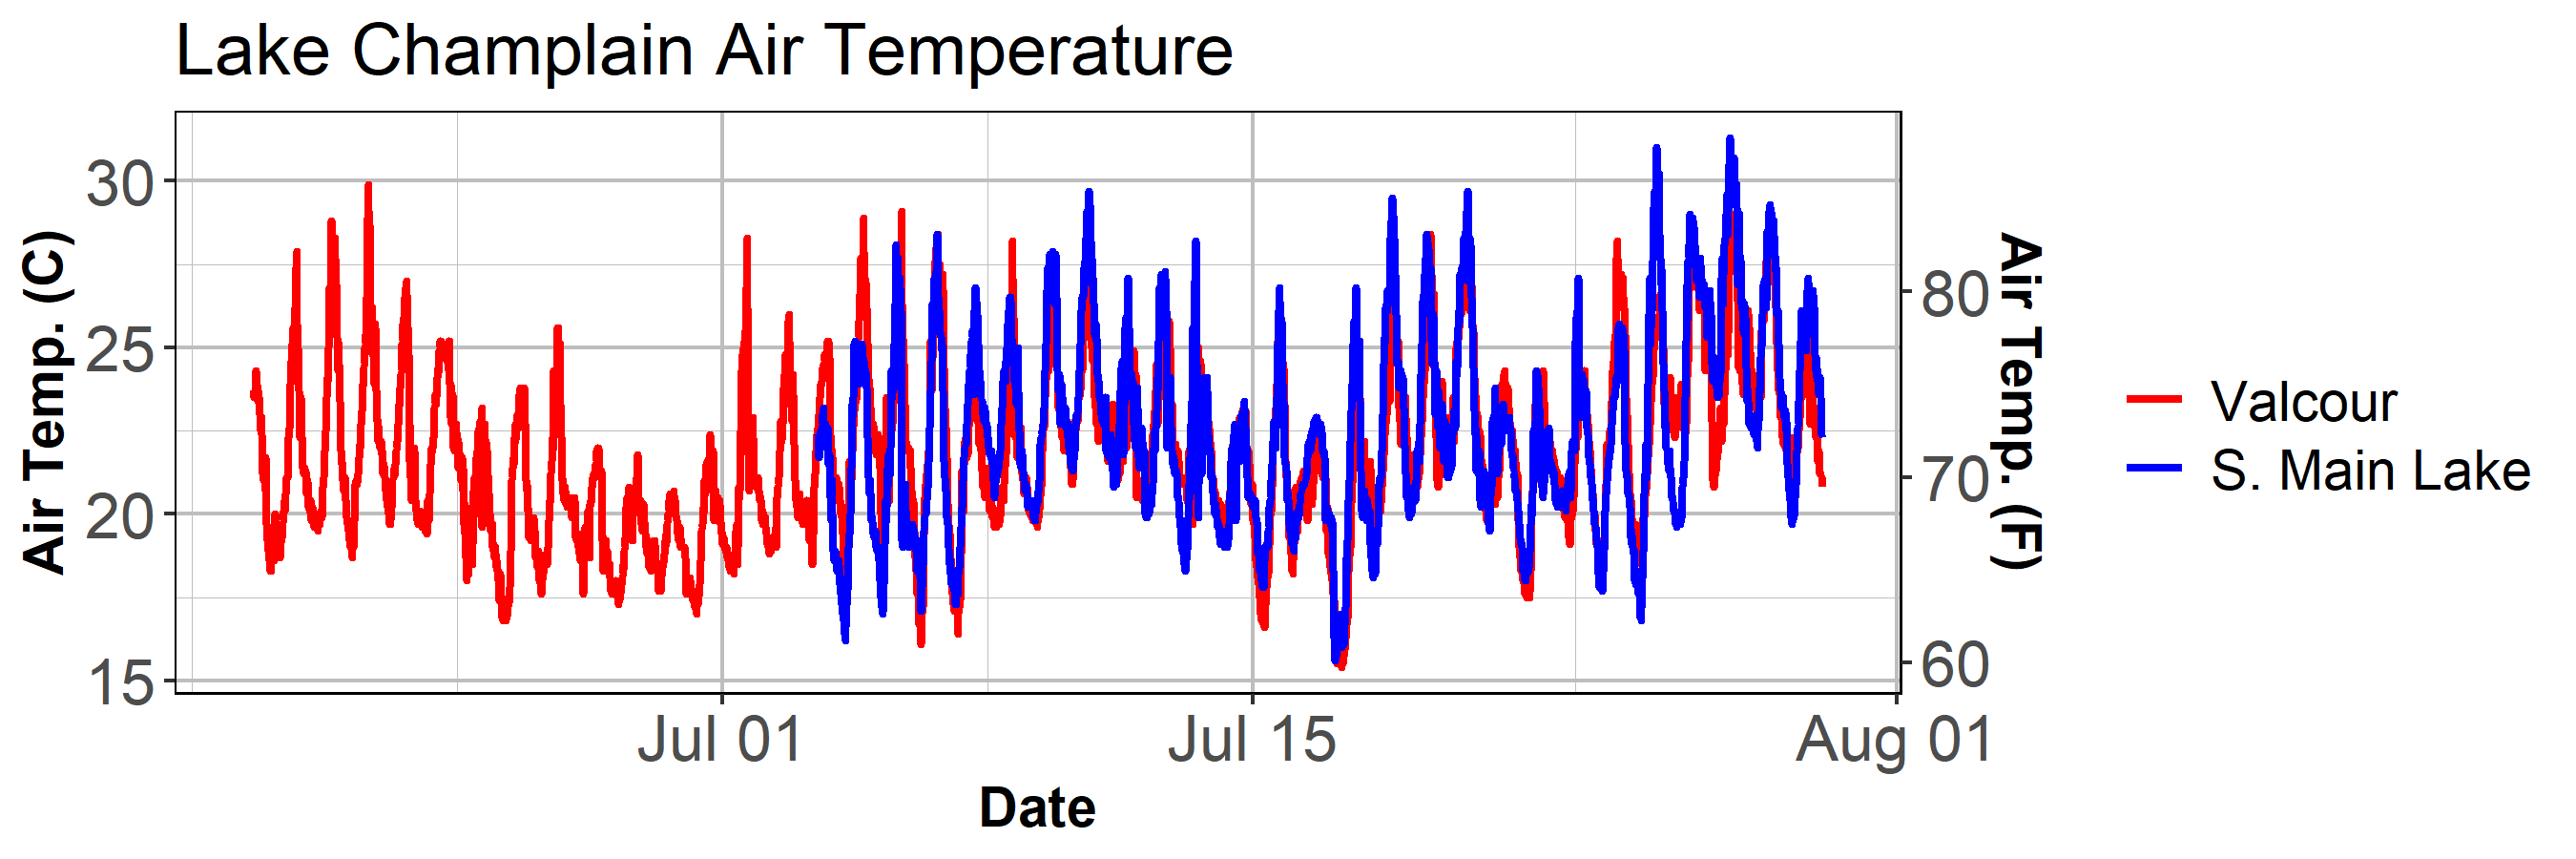 Lake Champlain Air Temperature
Air Temp. (C)
30
25
20
15
Air Temp. (F)
80
70
60
Jul 01
Jul 15
Aug 01
Date
Valcour
S. Main Lake